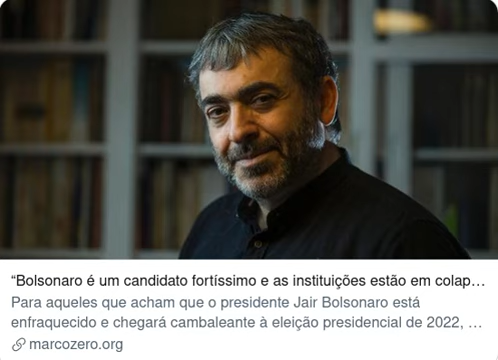 “Bolsonaro é um candidato fortíssimo e as instituições estão em colap…
Para aqueles que acham que o presidente Jair Bolsonaro está
enfraquecido e chegará cambaleante à eleição presidencial de 2022, …
marcozero.org